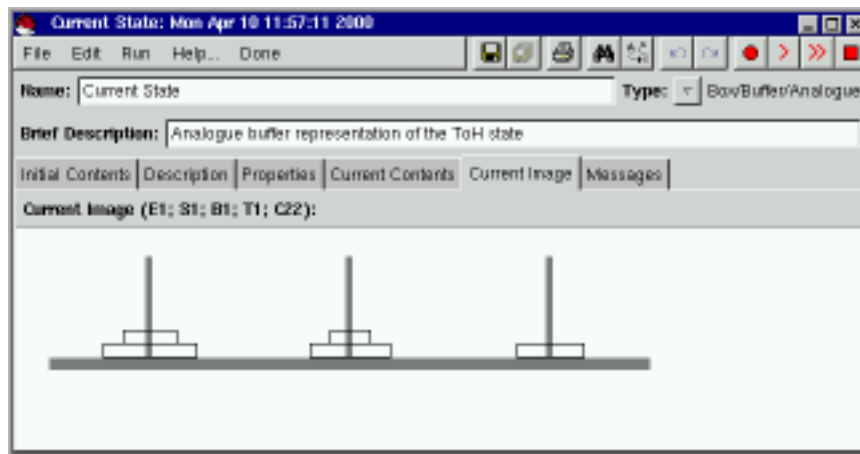 Current State: Mon Apr 10 11:57:11 2000
File Edit Run Help... Done
Name: Current State Type: Box/Buffer/Analogue
Brief Description: Analogue buffer representation of the ToH state
Initial Contents Description Properties Current Contents Current Image Messages
Current Image (E1; S1; B1; T1; C22):